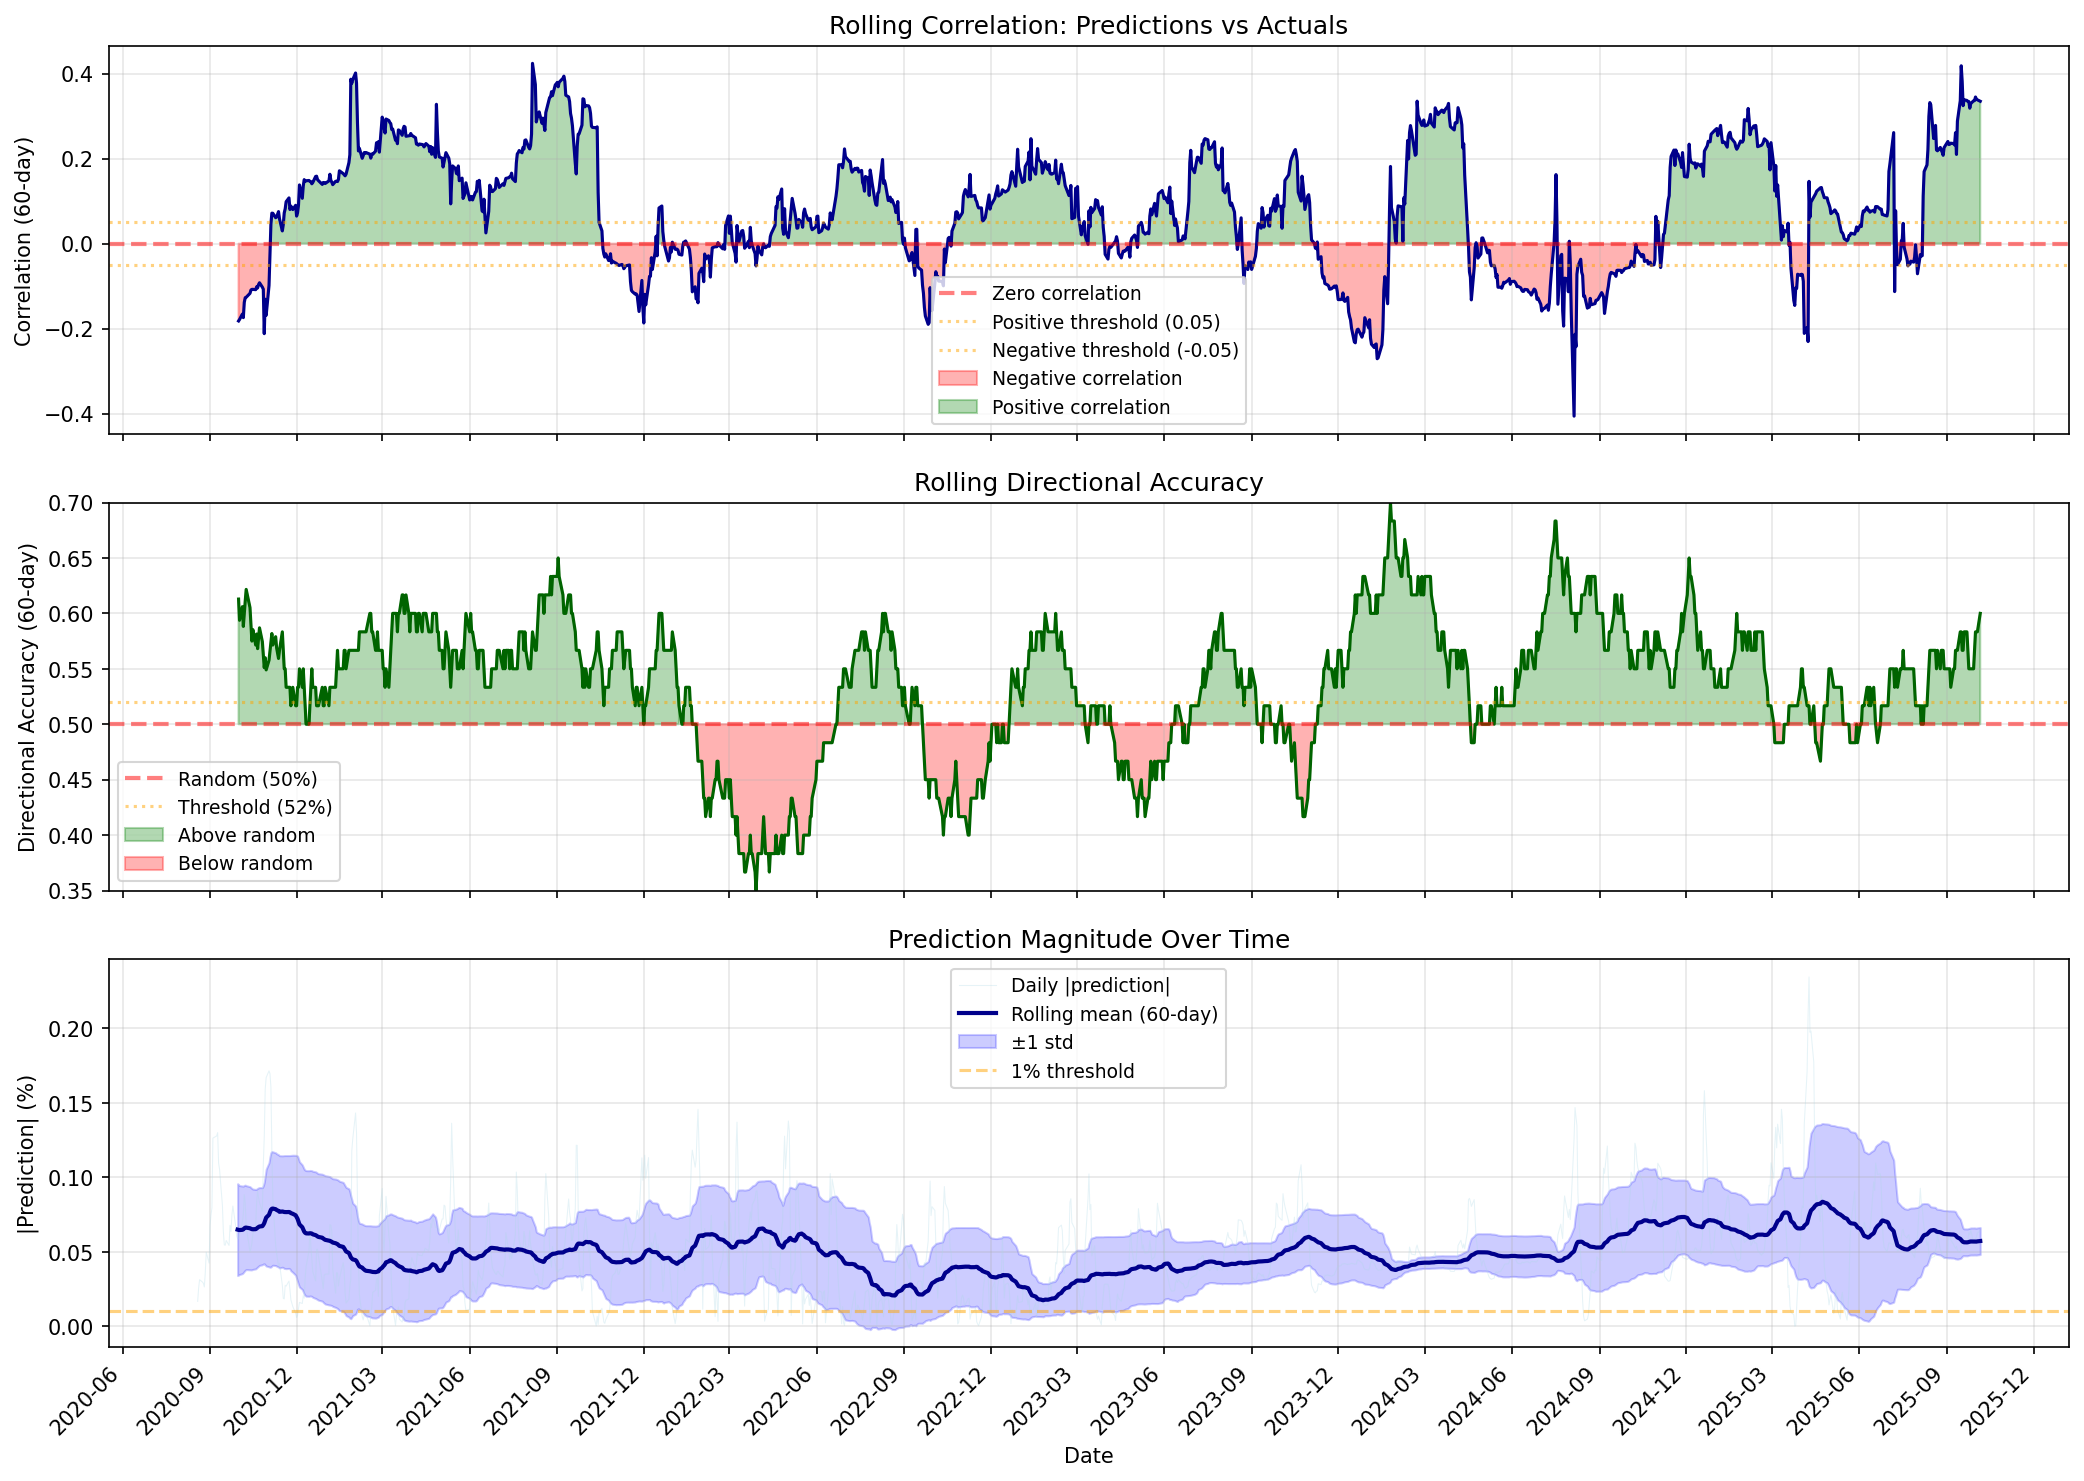 Rolling Correlation: Predictions vs Actuals
Correlation (60-day)
0.4
0.2
0.0
−0.2
−0.4
Zero correlation
Positive threshold (0.05)
Negative threshold (-0.05)
Negative correlation
Positive correlation
Rolling Directional Accuracy
Directional Accuracy (60-day)
0.70
0.65
0.60
0.55
0.50
0.45
0.40
0.35
Random (50%)
Threshold (52%)
Above random
Below random
Prediction Magnitude Over Time
|Prediction| (%)
0.20
0.15
0.10
0.05
0.00
Daily |prediction|
Rolling mean (60-day)
±1 std
1% threshold
2020-06
2020-09
2020-12
2021-03
2021-06
2021-09
2021-12
2022-03
2022-06
2022-09
2022-12
2023-03
2023-06
2023-09
2023-12
2024-03
2024-06
2024-09
2024-12
2025-03
2025-06
2025-09
2025-12
Date